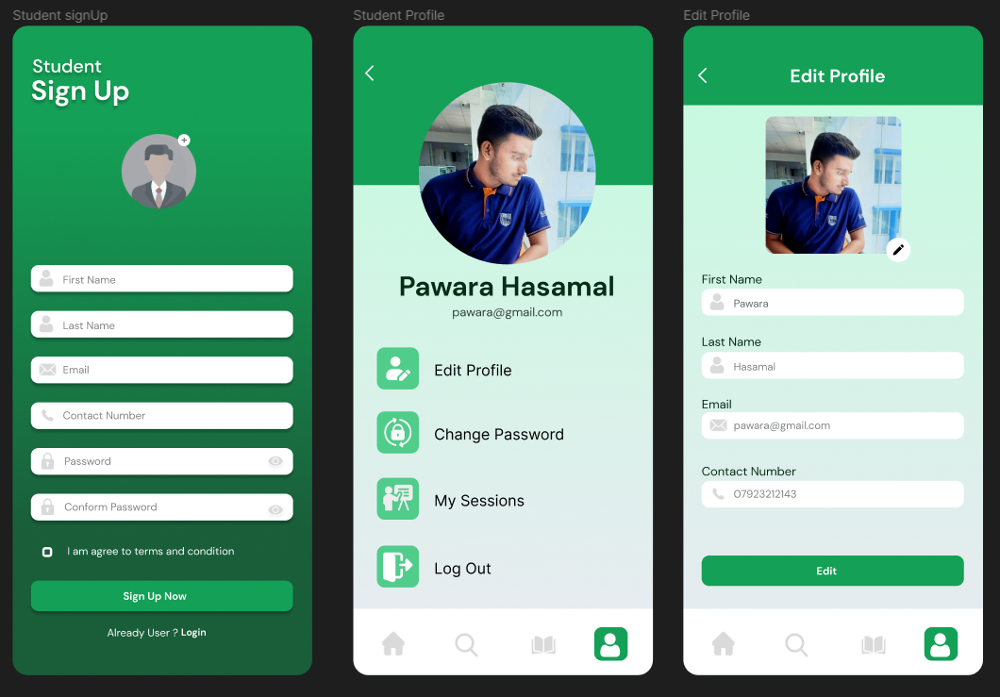 Student signUp
Student
Sign Up
First Name
Last Name
Email
Contact Number
Password
Conform Password
I am agree to terms and condition
Sign Up Now
Already User ? Login
Student Profile
Pawara Hasamal
pawara@gmail.com
Edit Profile
Change Password
My Sessions
Log Out
Edit Profile
Edit Profile
First Name
Pawara
Last Name
Hasamal
Email
pawara@gmail.com
Contact Number
07923212143
Edit